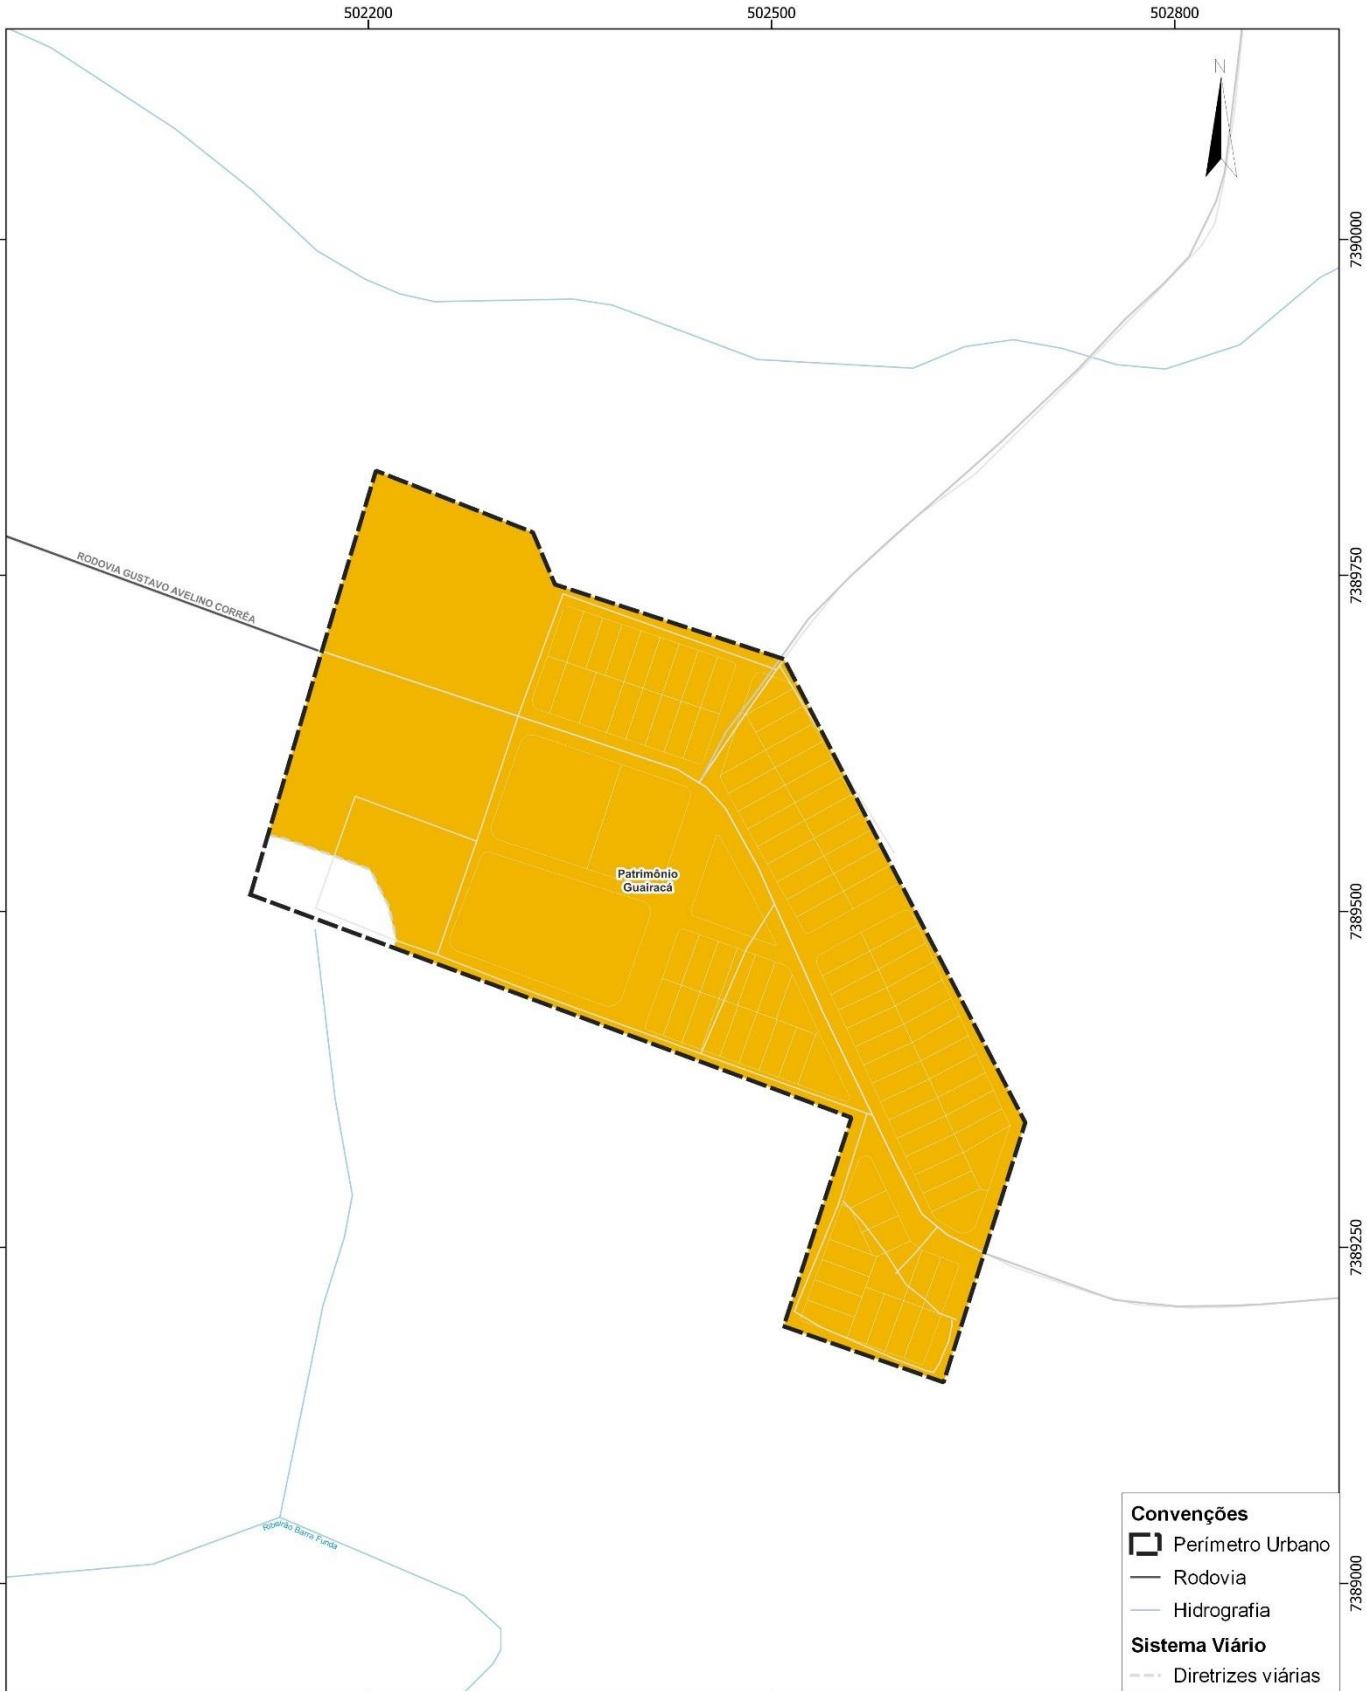 502200
502500
502800
N
7390000
RODOVIA GUSTAVO AVELINO CORRÊA
7389750
Patrimônio
Guairacá
7389500
7389250
Ribeirão Barra Funda
7389000
Convenções
Perímetro Urbano
Rodovia
Hidrografia
Sistema Viário
Diretrizes viárias